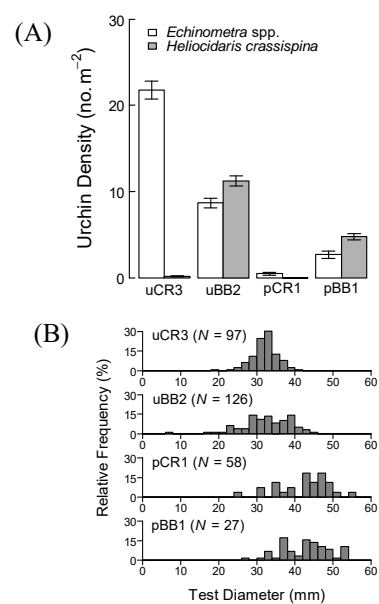 (A)
Echinometra spp.
Heliocidaris crassispina
Urchin Density (no. m−2)
30
20
10
0
uCR3 uBB2 pCR1 pBB1
(B)
Relative Frequency (%)
uCR3 (N = 97)
30
15
0
0 10 20 30 40 50 60
uBB2 (N = 126)
30
15
0
0 10 20 30 40 50 60
pCR1 (N = 58)
30
15
0
0 10 20 30 40 50 60
pBB1 (N = 27)
30
15
0
0 10 20 30 40 50 60
Test Diameter (mm)